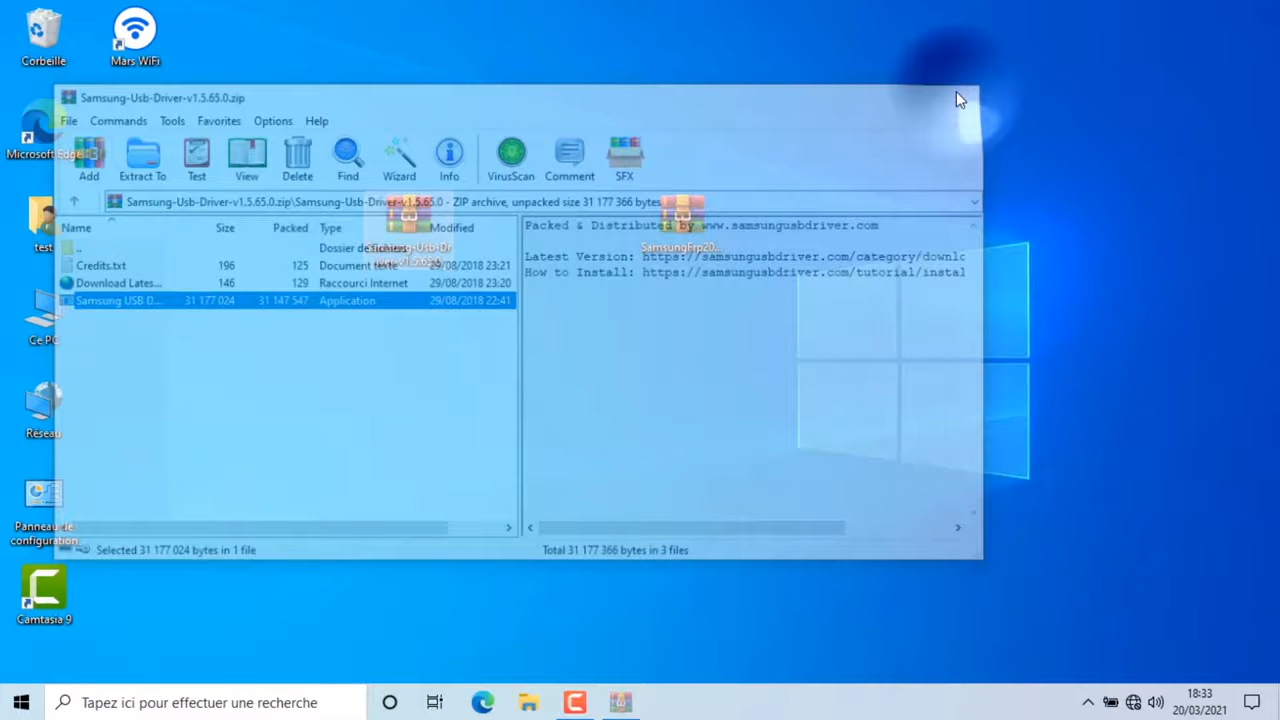 Corbeille
Mars WiFi
Samsung-Usb-Driver-v1.5.65.0.zip
File Commands Tools Favorites Options Help
Microsoft Edge
Add Extract To Test View Delete Find Wizard Info VirusScan Comment SFX
Samsung-Usb-Driver-v1.5.65.0.zip\Samsung-Usb-Driver-v1.5.65.0 - ZIP archive, unpacked size 31 177 366 bytes
Name Size Packed Type Modified
Packed & Distributed by www.samsungusbdriver.com
..
Dossier de fichiers
SamsungFrp20...
test
Latest Version: https://samsungusbdriver.com/category/downlc
Credits.txt 196 125 Document texte 29/08/2018 23:21
How to Install: https://samsungusbdriver.com/tutorial/instal
Download Lates... 146 129 Raccourci Internet 29/08/2018 23:20
Samsung USB D... 31 177 024 31 147 547 Application 29/08/2018 22:41
Ce PC
Réseau
Panneau de
configuration
Selected 31 177 024 bytes in 1 file
Total 31 177 366 bytes in 3 files
Camtasia 9
Tapez ici pour effectuer une recherche
18:33
20/03/2021